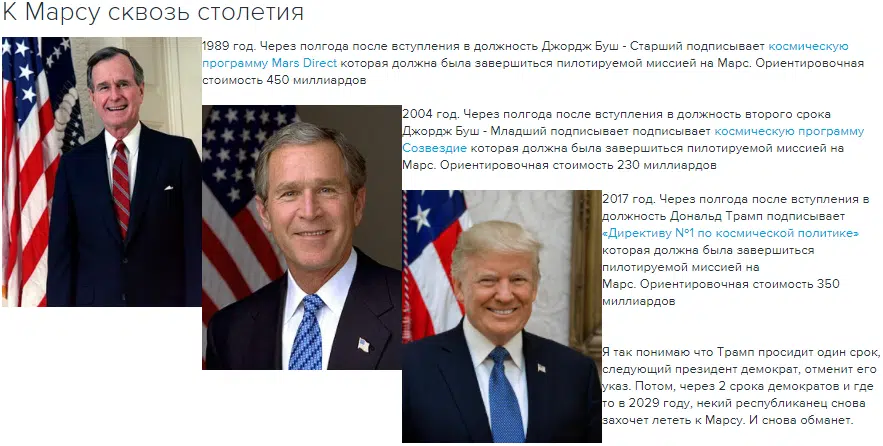 К Марсу сквозь столетия
1989 год. Через полгода после вступления в должность Джордж Буш - Старший подписывает космическую
программу Mars Direct которая должна была завершиться пилотируемой миссией на Марс. Ориентировочная
стоимость 450 миллиардов
2004 год. Через полгода после вступления в должность второго срока
Джордж Буш - Младший подписывает подписывает космическую программу
Созвездие которая должна была завершиться пилотируемой миссией на
Марс. Ориентировочная стоимость 230 миллиардов
2017 год. Через полгода после вступления в
должность Дональд Трамп подписывает
«Директиву №1 по космической политике»
которая должна была завершиться
пилотируемой миссией на
Марс. Ориентировочная стоимость 350
миллиардов
Я так понимаю что Трамп просидит один срок,
следующий президент демократ, отменит его
указ. Потом, через 2 срока демократов и где
то в 2029 году, некий республиканец снова
захочет лететь к Марсу. И снова обманет.